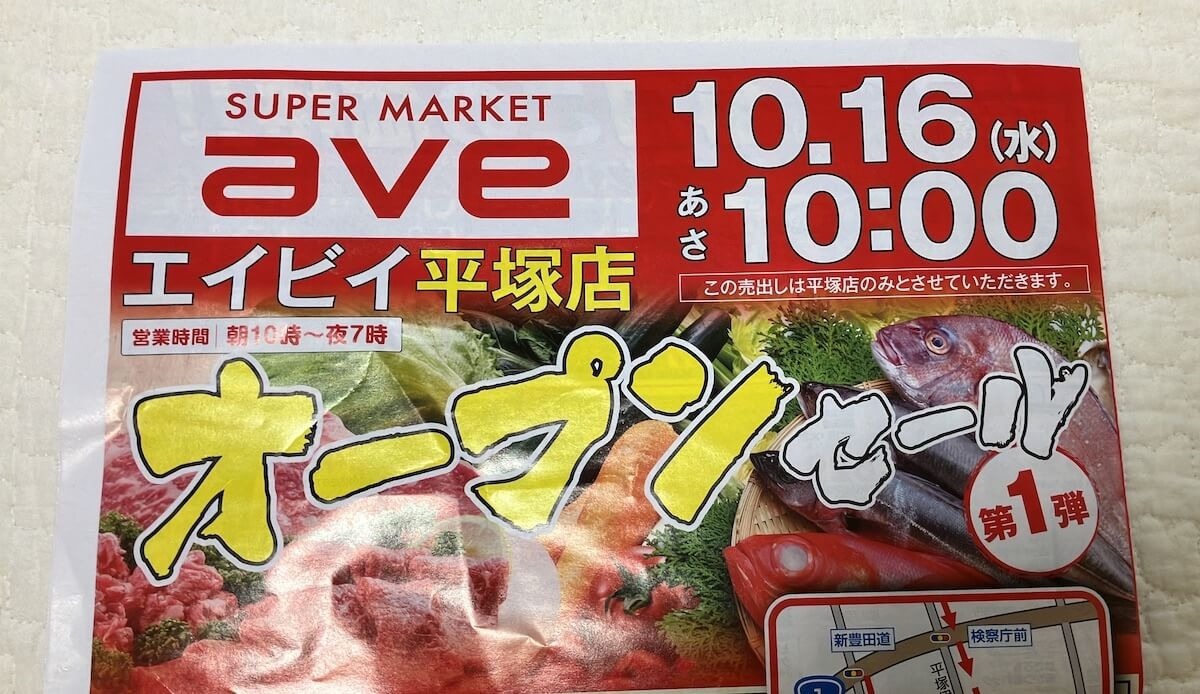 SUPER MARKET
ave
エイビイ平塚店
営業時間 朝10時～夜7時
10.16(水)
あさ10:00
この売出しは平塚店のみとさせていただきます。
オープンセール
第1弾
新豊田道
検察庁前
平塚
1